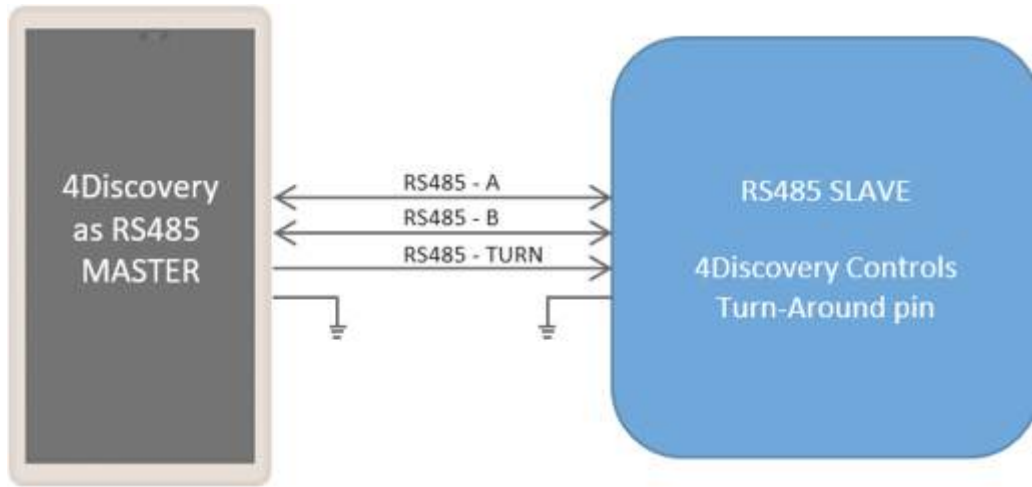 4Discovery
as RS485
MASTER
RS485 - A
RS485 - B
RS485 - TURN
RS485 SLAVE
4Discovery Controls
Turn-Around pin